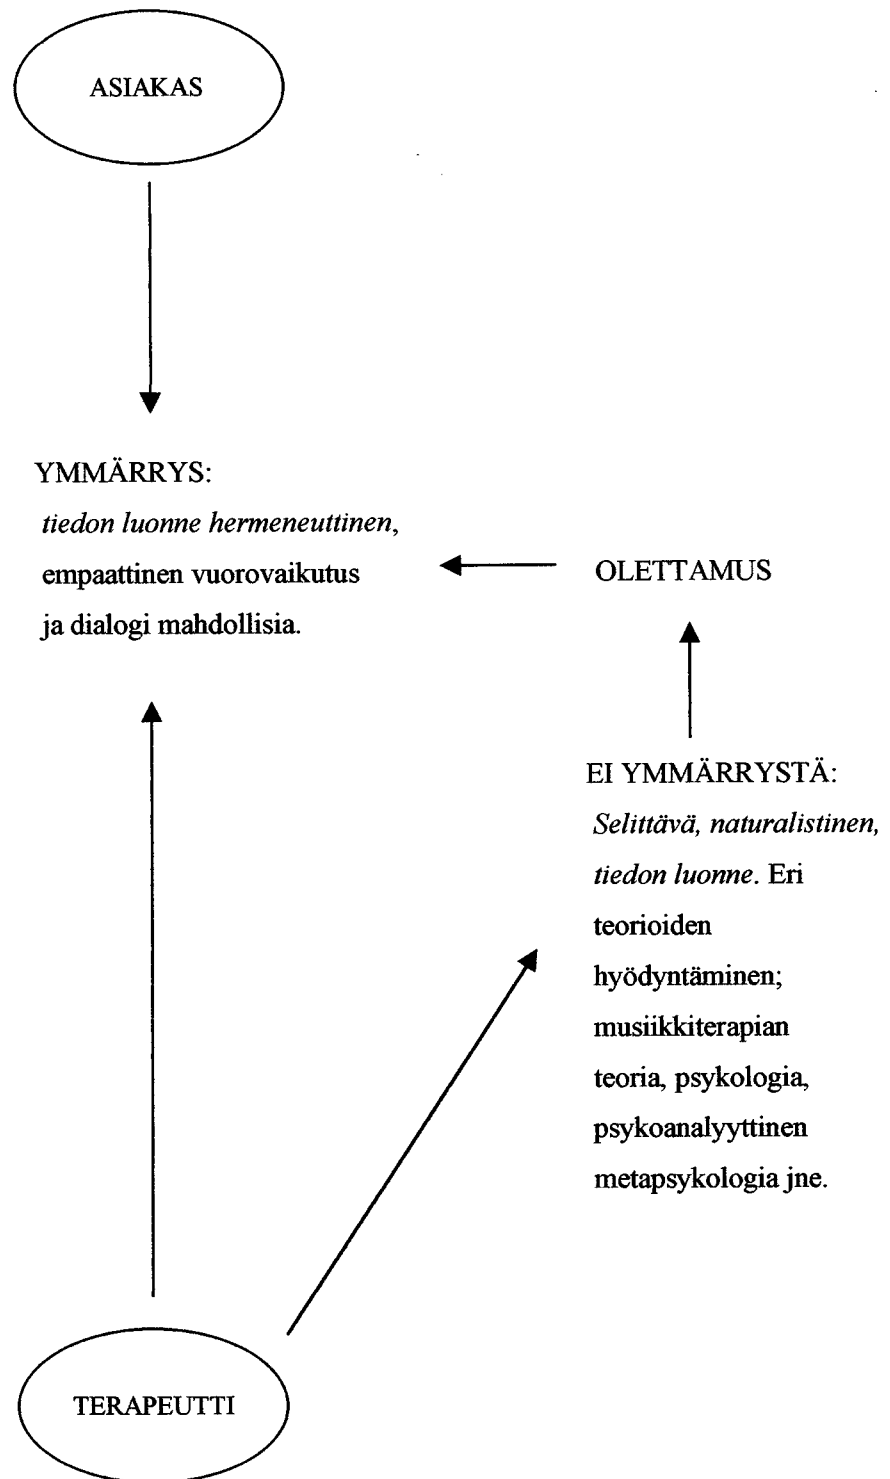 ASIAKAS
YMMÄRRYS:
tiedon luonne hermeneuttinen,
empaattinen vuorovaikutus
ja dialogi mahdollisia.
OLETTAMUS
EI YMMÄRRYSTÄ:
Selittävä, naturalistinen,
tiedon luonne. Eri
teorioiden
hyödyntäminen;
musiikkiterapian
teoria, psykologia,
psykoanalyyttinen
metapsykologia jne.
TERAPEUTTI